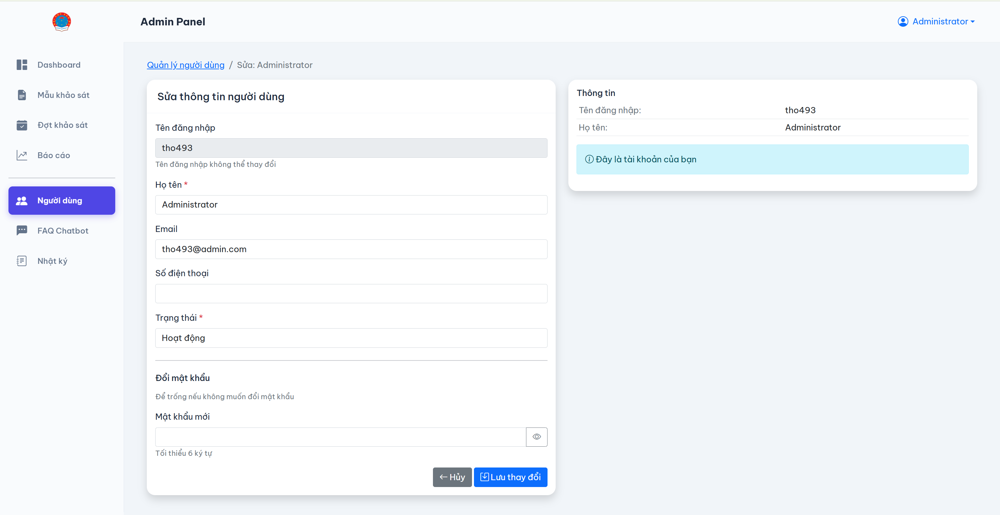 Admin Panel
Administrator
Dashboard
Mẫu khảo sát
Đợt khảo sát
Báo cáo
Người dùng
FAQ Chatbot
Nhật ký
Quản lý người dùng / Sửa: Administrator
Sửa thông tin người dùng
Tên đăng nhập
tho493
Tên đăng nhập không thể thay đổi
Họ tên *
Administrator
Email
tho493@admin.com
Số điện thoại
Trạng thái *
Hoạt động
Đổi mật khẩu
Để trống nếu không muốn đổi mật khẩu
Mật khẩu mới
Tối thiểu 6 ký tự
Hủy
Lưu thay đổi
Thông tin
Tên đăng nhập: tho493
Họ tên: Administrator
Đây là tài khoản của bạn